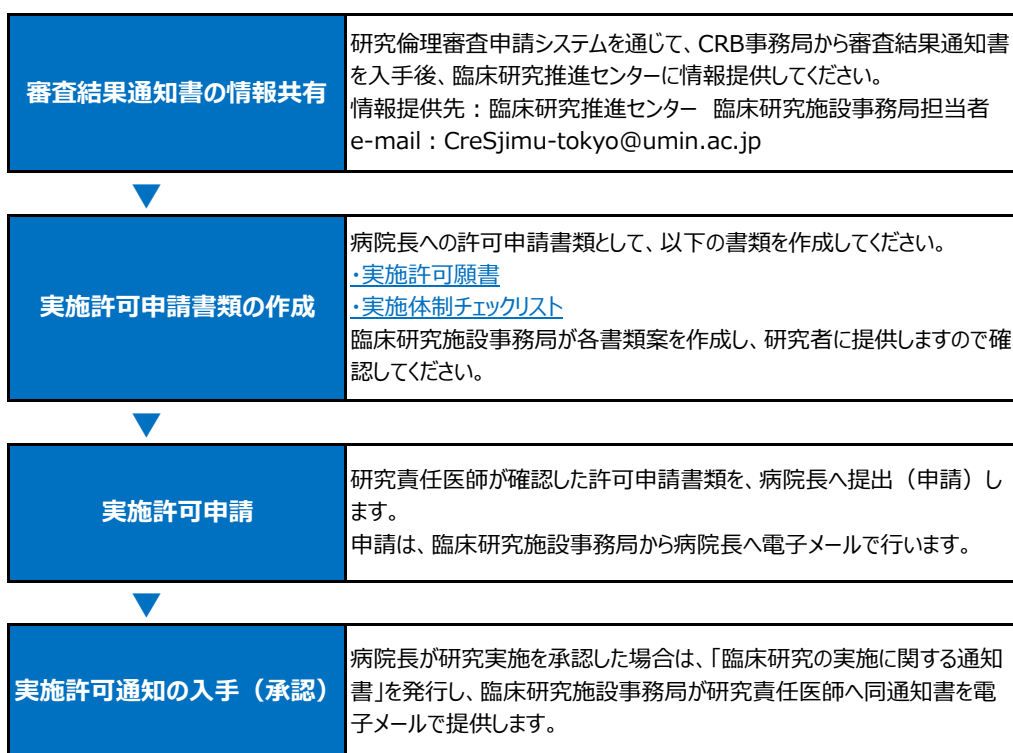 審査結果通知書の情報共有
研究倫理審査申請システムを通じて、CRB事務局から審査結果通知書
を入手後、臨床研究推進センターに情報提供してください。
情報提供先：臨床研究推進センター　臨床研究施設事務局担当者
e-mail：CreSjimu-tokyo@umin.ac.jp
実施許可申請書類の作成
病院長への許可申請書類として、以下の書類を作成してください。
・実施許可願書
・実施体制チェックリスト
臨床研究施設事務局が各書類案を作成し、研究者に提供しますので確
認してください。
実施許可申請
研究責任医師が確認した許可申請書類を、病院長へ提出（申請）し
ます。
申請は、臨床研究施設事務局から病院長へ電子メールで行います。
実施許可通知の入手（承認）
病院長が研究実施を承認した場合は、「臨床研究の実施に関する通知
書」を発行し、臨床研究施設事務局が研究責任医師へ同通知書を電
子メールで提供します。